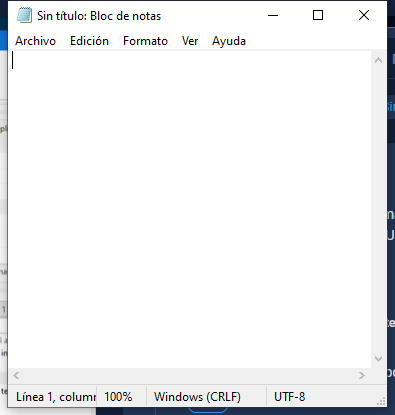 Sin título: Bloc de notas
Archivo Edición Formato Ver Ayuda
Línea 1, column 100% Windows (CRLF) UTF-8